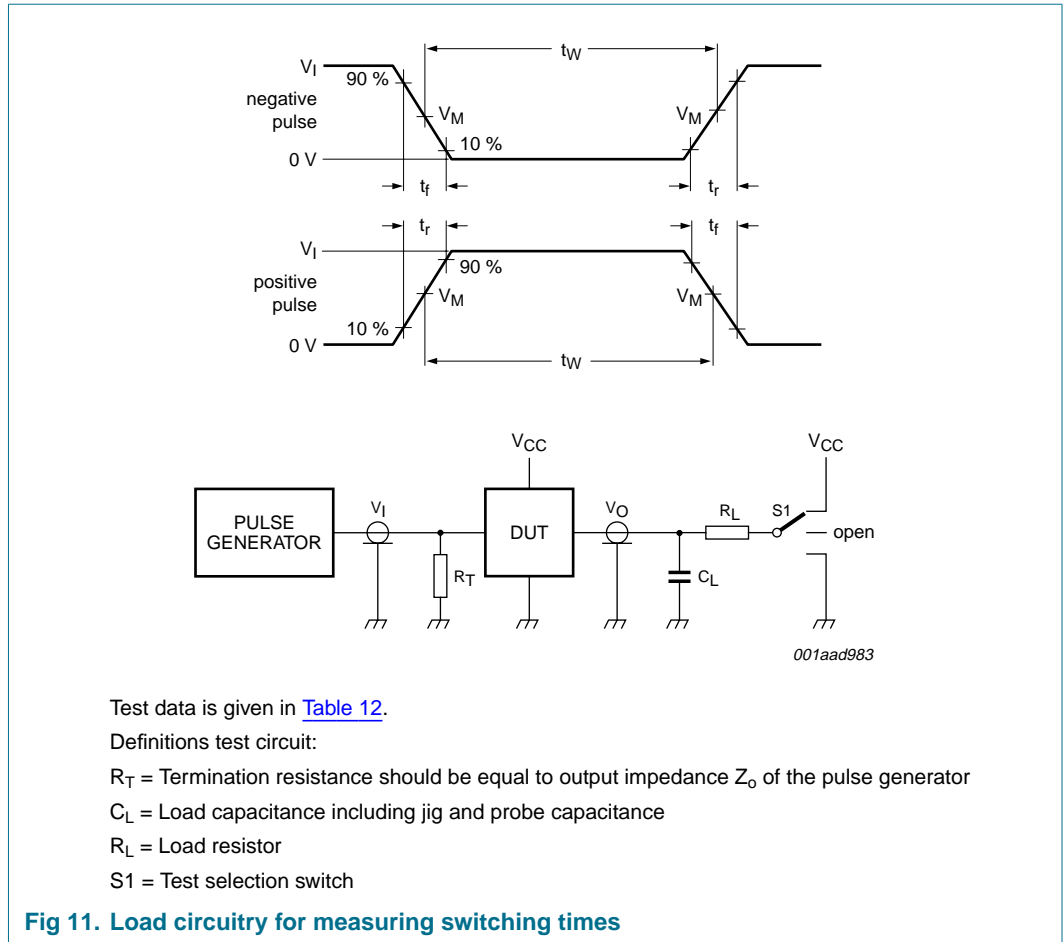 tW
VI
90 %
negative
pulse
VM
VM
10 %
0 V
tf
tr
tr
tf
VI
90 %
positive
pulse
VM
VM
10 %
0 V
tW
VCC
VCC
PULSE
GENERATOR
VI
DUT
VO
RL
S1
open
RT
CL
001aad983
Test data is given in Table 12.
Definitions test circuit:
RT = Termination resistance should be equal to output impedance Zo of the pulse generator
CL = Load capacitance including jig and probe capacitance
RL = Load resistor
S1 = Test selection switch
Fig 11. Load circuitry for measuring switching times